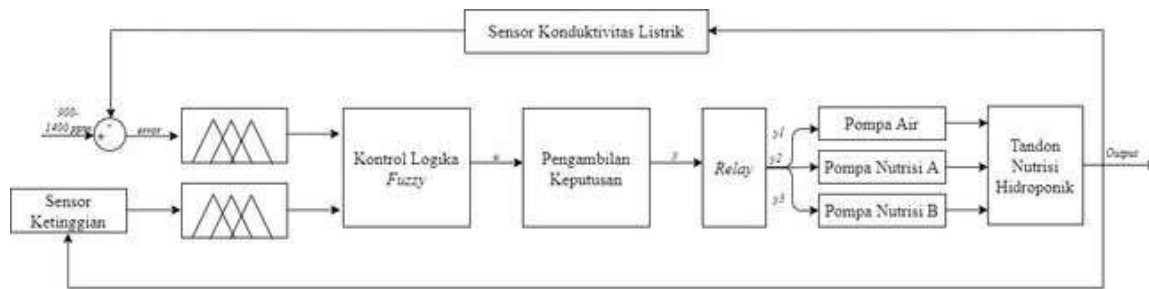 Sensor Konduktivitas Listrik
900-
1400 ppm
+
-
error
Kontrol Logika
Fuzzy
u
Pengambilan
Keputusan
y
Relay
y1
y2
y3
Pompa Air
Pompa Nutrisi A
Pompa Nutrisi B
Tandon
Nutrisi
Hidroponik
Output
Sensor
Ketinggian